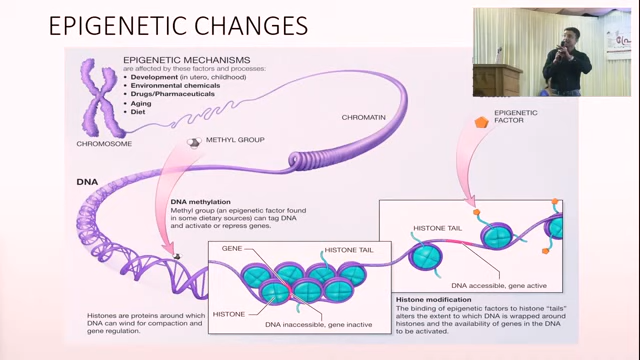 EPIGENETIC CHANGES
EPIGENETIC MECHANISMS
are affected by these factors and processes:
• Development (in utero, childhood)
• Environmental chemicals
• Drugs/Pharmaceuticals
• Aging
• Diet
CHROMOSOME
METHYL GROUP
CHROMATIN
EPIGENETIC
FACTOR
DNA
DNA methylation
Methyl group (an epigenetic factor found
in some dietary sources) can tag DNA
and activate or repress genes.
HISTONE TAIL
GENE
HISTONE TAIL
DNA accessible, gene active
HISTONE
DNA inaccessible, gene inactive
Histones are proteins around which
DNA can wind for compaction and
gene regulation.
Histone modification
The binding of epigenetic factors to histone “tails”
alters the extent to which DNA is wrapped around
histones and the availability of genes in the DNA
to be activated.